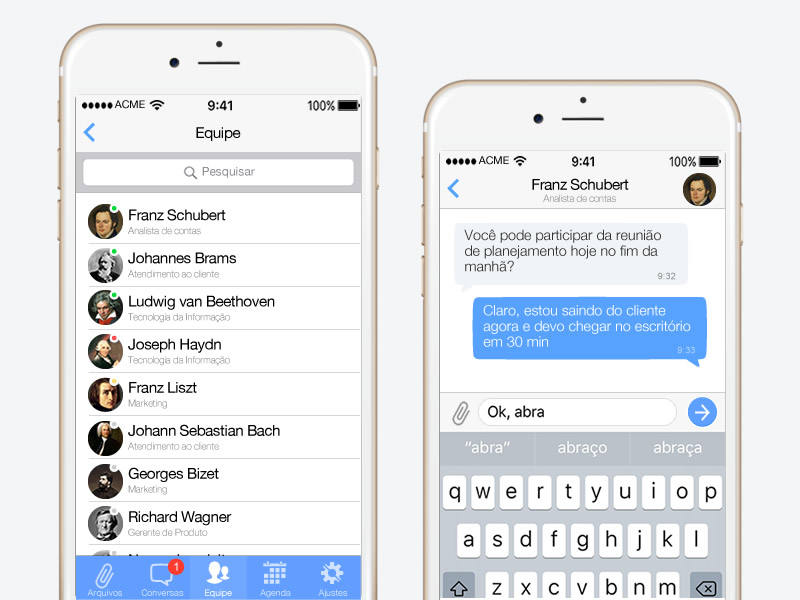 ACME 9:41 100%
Equipe
Pesquisar
Franz Schubert
Analista de contas
Johannes Brams
Atendimento ao cliente
Ludwig van Beethoven
Tecnologia da Informação
Joseph Haydn
Tecnologia da Informação
Franz Liszt
Marketing
Johann Sebastian Bach
Atendimento ao cliente
Georges Bizet
Marketing
Richard Wagner
Gerente de Produto
1
Arquivos Conversas Equipe Agenda Ajustes
ACME 9:41 100%
Franz Schubert
Analista de contas
Você pode participar da reunião
de planejamento hoje no fim da
manhã?
9:32
Claro, estou saindo do cliente
agora e devo chegar no escritório
em 30 min
9:33
Ok, abra
“abra” abraço abraça
q w e r t y u i o p
a s d f g h j k l
z x c v b n m